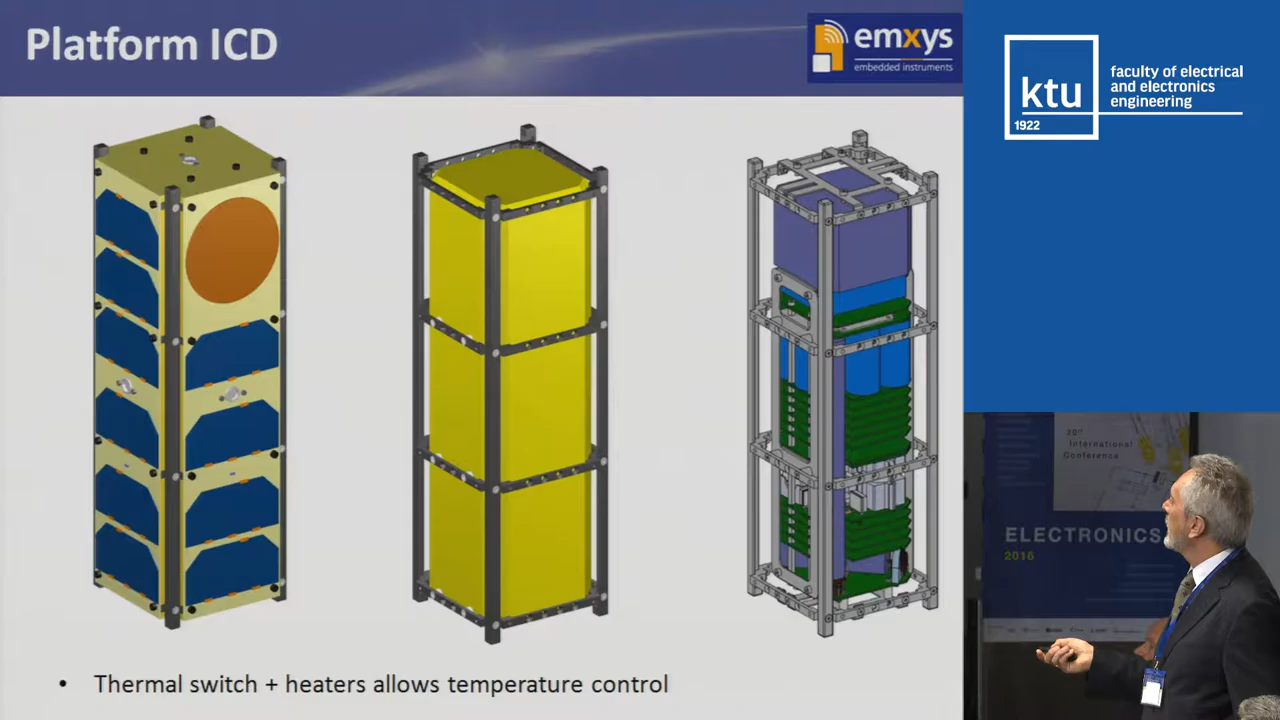 Platform ICD
emxys
embedded instruments
ktu
1922
faculty of electrical
and electronics
engineering
20th
International
Conference
ELECTRONICS
2016
• Thermal switch + heaters allows temperature control